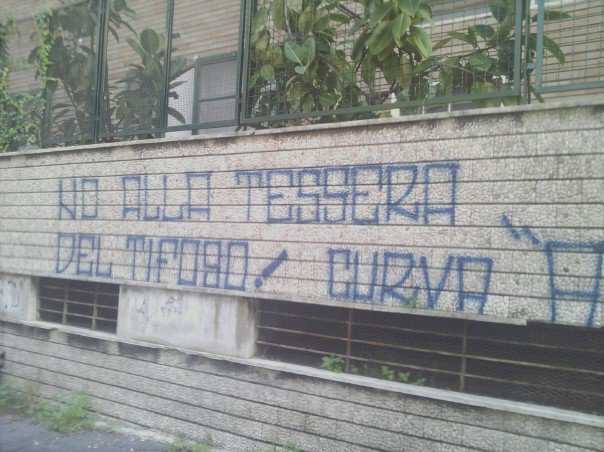 NO ALLA TESSERA
DEL TIFOSO! CURVA "A